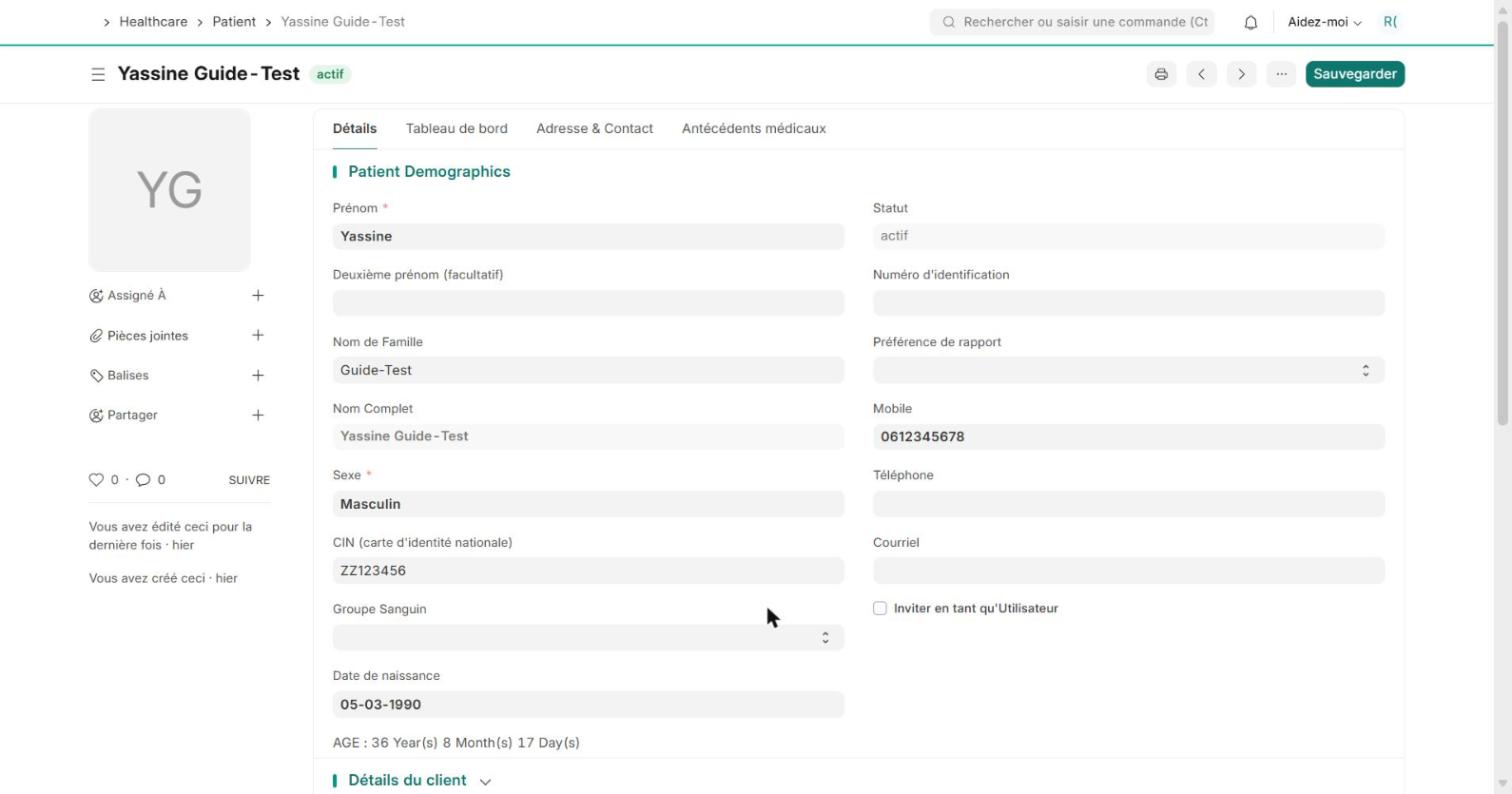 Healthcare > Patient > Yassine Guide-Test
Rechercher ou saisir une commande (Ct
Aidez-moi
R(
Yassine Guide-Test actif
Sauvegarder
YG
Assigné À
Pièces jointes
Balises
Partager
0 · 0 SUIVRE
Vous avez édité ceci pour la
dernière fois · hier
Vous avez créé ceci · hier
Détails Tableau de bord Adresse & Contact Antécédents médicaux
Patient Demographics
Prénom *
Yassine
Deuxième prénom (facultatif)
Nom de Famille
Guide-Test
Nom Complet
Yassine Guide-Test
Sexe *
Masculin
CIN (carte d'identité nationale)
ZZ123456
Groupe Sanguin
Date de naissance
05-03-1990
AGE : 36 Year(s) 8 Month(s) 17 Day(s)
Statut
actif
Numéro d'identification
Préférence de rapport
Mobile
0612345678
Téléphone
Courriel
Inviter en tant qu'Utilisateur
Détails du client